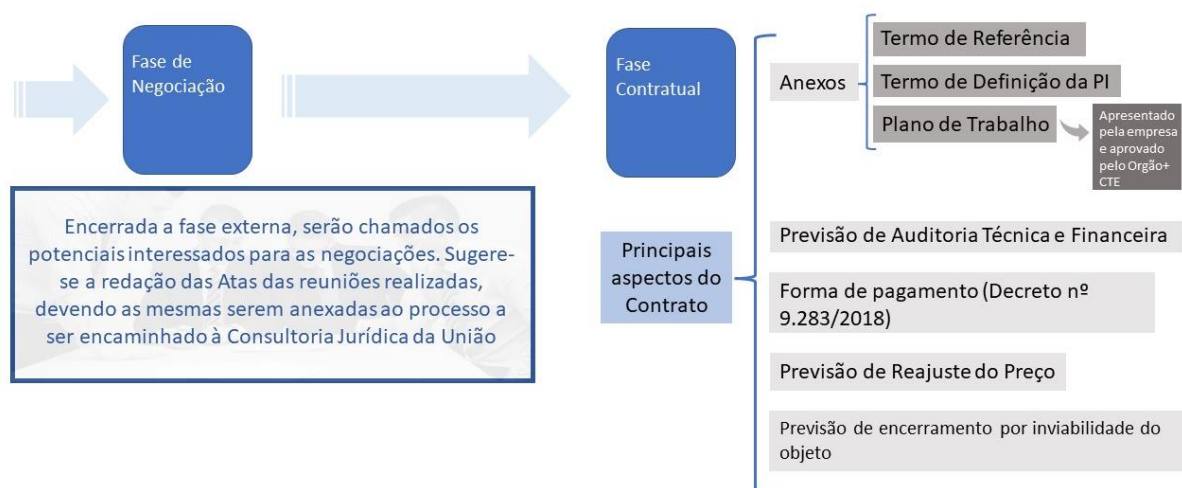 Fase de
Negociação
Encerrada a fase externa, serão chamados os
potenciais interessados para as negociações. Sugere-
se a redação das Atas das reuniões realizadas,
devendo as mesmas serem anexadas ao processo a
ser encaminhado à Consultoria Jurídica da União
Fase
Contratual
Principais
aspectos do
Contrato
Anexos
Termo de Referência
Termo de Definição da PI
Plano de Trabalho
Apresentado
pela empresa
e aprovado
pelo Orgão+
CTE
Previsão de Auditoria Técnica e Financeira
Forma de pagamento (Decreto nº
9.283/2018)
Previsão de Reajuste do Preço
Previsão de encerramento por inviabilidade do
objeto